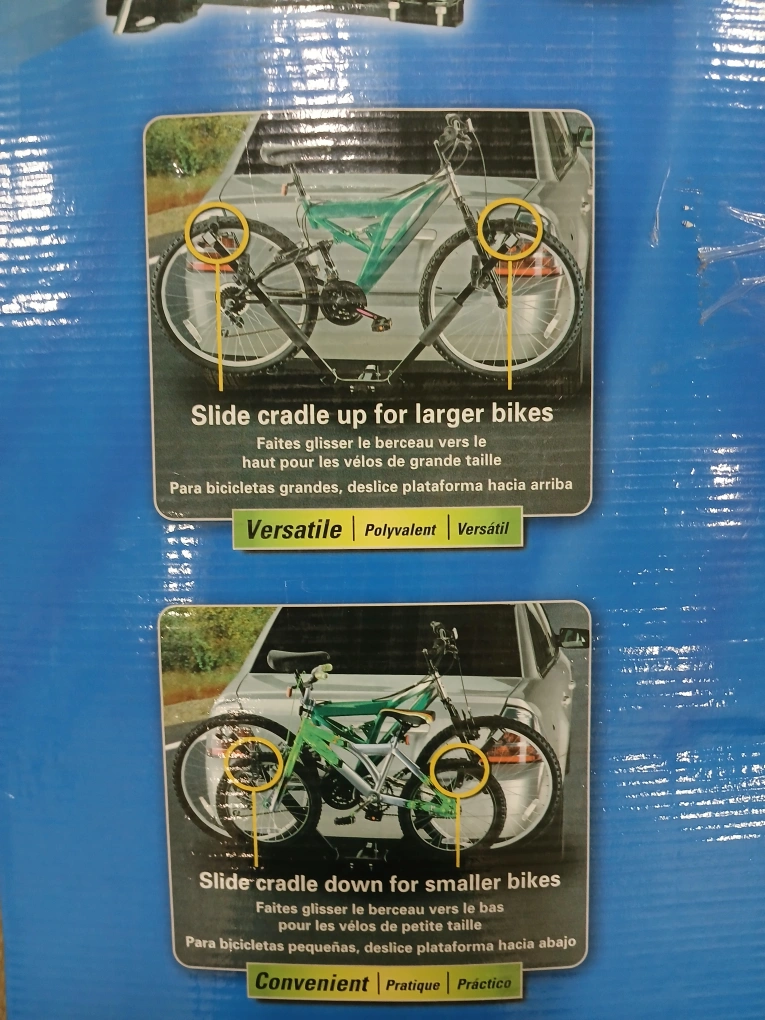 Slide cradle up for larger bikes
Faites glisser le berceau vers le
haut pour les vélos de grande taille
Para bicicletas grandes, deslice plataforma hacia arriba
Versatile | Polyvalent | Versátil
Slide cradle down for smaller bikes
Faites glisser le berceau vers le bas
pour les vélos de petite taille
Para bicicletas pequeñas, deslice plataforma hacia abajo
Convenient | Pratique | Práctico